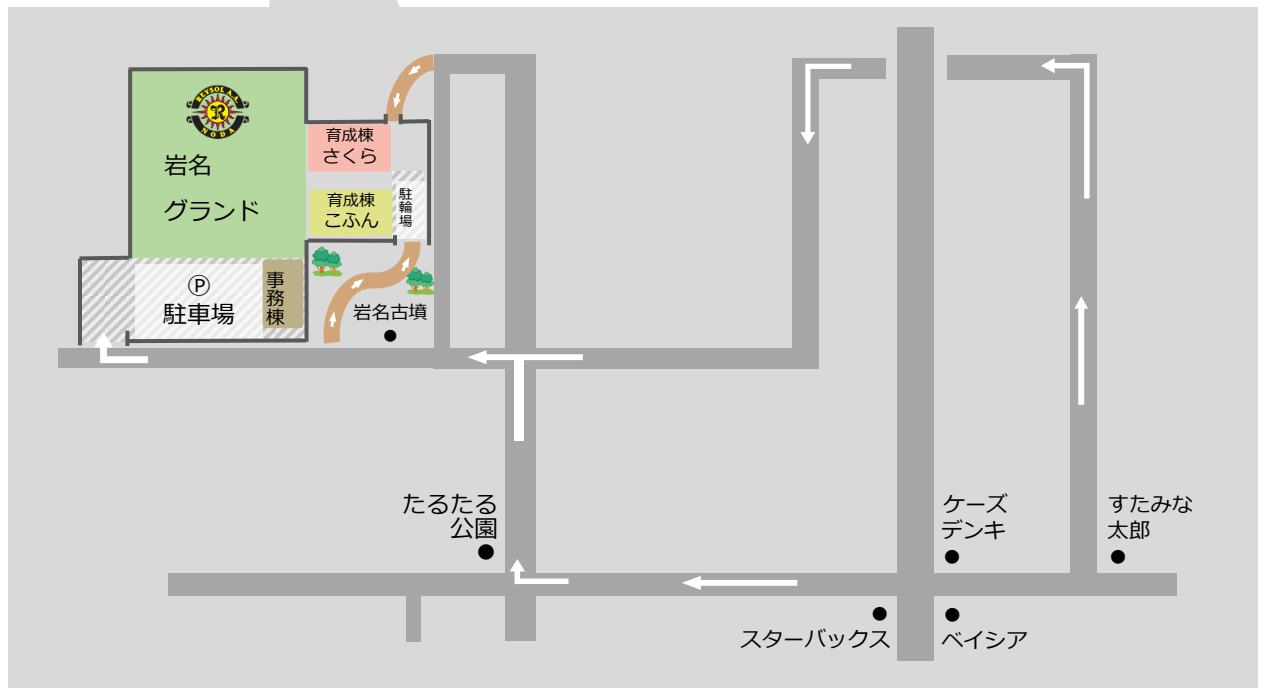 REYSOL A.A.
R
NODA
岩名
グランド
育成棟
さくら
育成棟
こふん
駐輪場
Ⓟ
駐車場
事務棟
岩名古墳
たるたる
公園
ケーズ
デンキ
すたみな
太郎
スターバックス
ベイシア